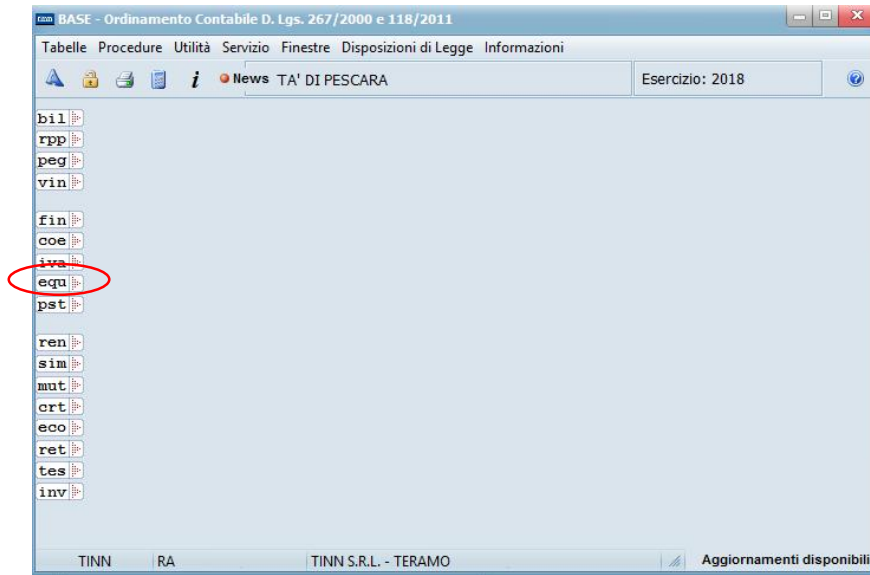 tinn BASE - Ordinamento Contabile D. Lgs. 267/2000 e 118/2011
Tabelle Procedure Utilità Servizio Finestre Disposizioni di Legge Informazioni
i News TA' DI PESCARA Esercizio: 2018
bil
rpp
peg
vin
fin
coe
iva
equ
pst
ren
sim
mut
crt
eco
ret
tes
inv
TINN RA TINN S.R.L. - TERAMO Aggiornamenti disponibili